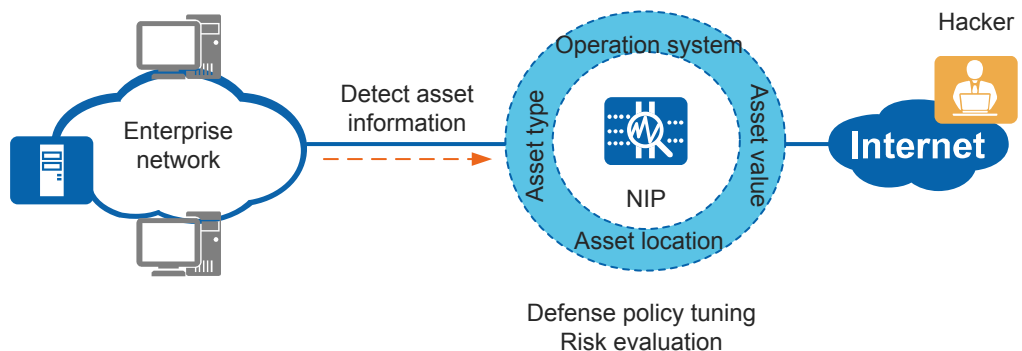 Hacker
Operation system
Detect asset
information
Asset type
Asset value
Enterprise
network
Internet
NIP
Asset location
Defense policy tuning
Risk evaluation